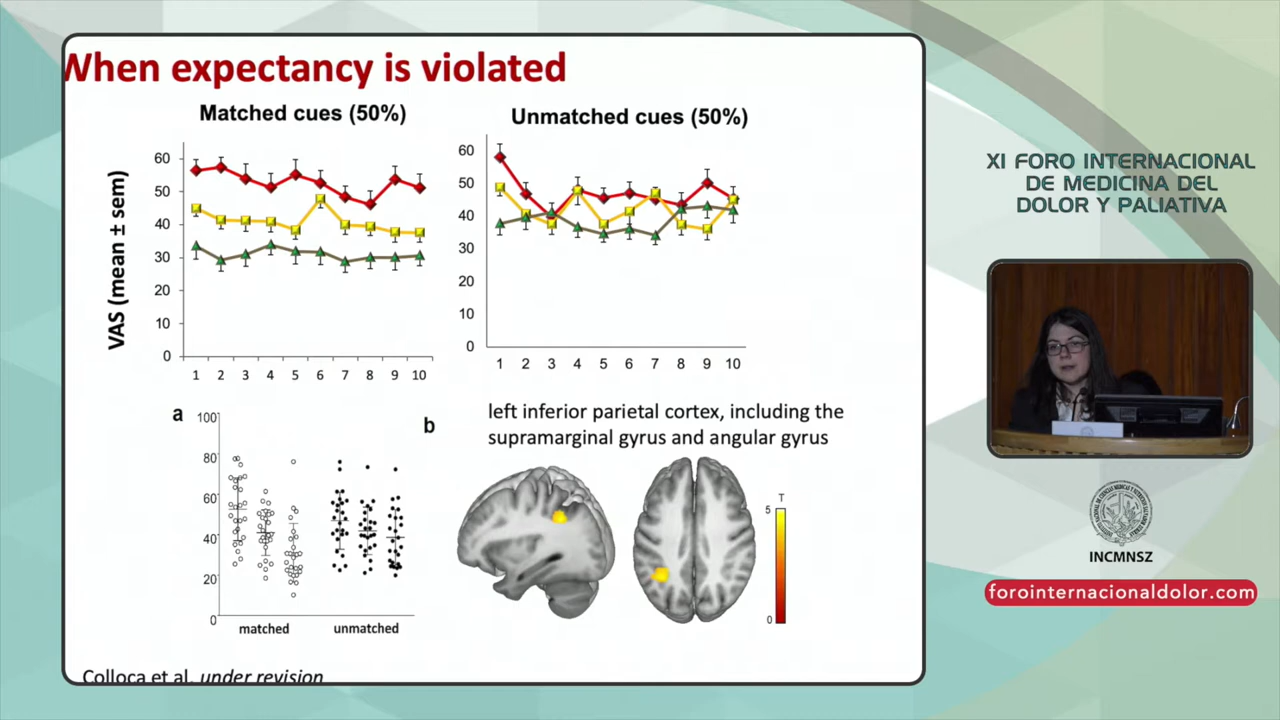 When expectancy is violated
Matched cues (50%)
Unmatched cues (50%)
VAS (mean ± sem)
60
50
40
30
20
10
0
1 2 3 4 5 6 7 8 9 10
60
50
40
30
20
10
0
1 2 3 4 5 6 7 8 9 10
a
100
80
60
40
20
0
matched unmatched
b
left inferior parietal cortex, including the
supramarginal gyrus and angular gyrus
T
5
0
Colloca et al. under revision
XI FORO INTERNACIONAL
DE MEDICINA DEL
DOLOR Y PALIATIVA
INCMNSZ
forointernacionaldolor.com